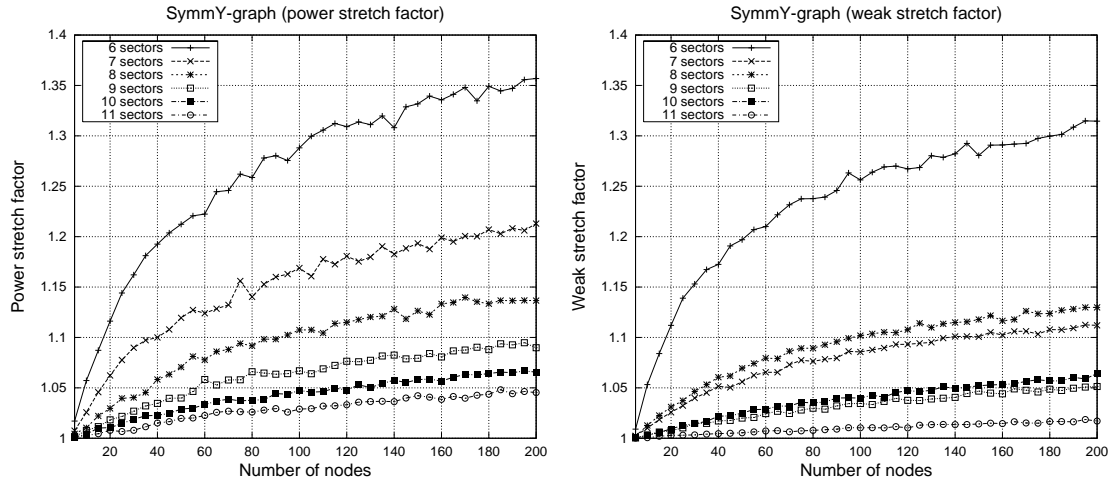 SymmY-graph (power stretch factor)
1.4
1.35
1.3
1.25
1.2
1.15
1.1
1.05
1
6 sectors
7 sectors
8 sectors
9 sectors
10 sectors
11 sectors
Power stretch factor
20 40 60 80 100 120 140 160 180 200
Number of nodes
SymmY-graph (weak stretch factor)
1.4
1.35
1.3
1.25
1.2
1.15
1.1
1.05
1
6 sectors
7 sectors
8 sectors
9 sectors
10 sectors
11 sectors
Weak stretch factor
20 40 60 80 100 120 140 160 180 200
Number of nodes